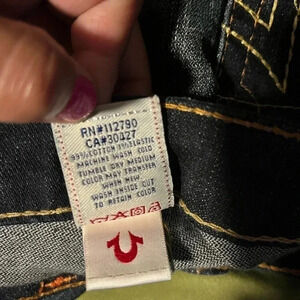 RN#112790
CA#30427
99%COTTON 1%ELASTIC
MACHINE WASH COLD
TUMBLE DRY MEDIUM
COLOR MAY TRANSFER
WHEN NEW
WASH INSIDE OUT
TO RETAIN COLOR